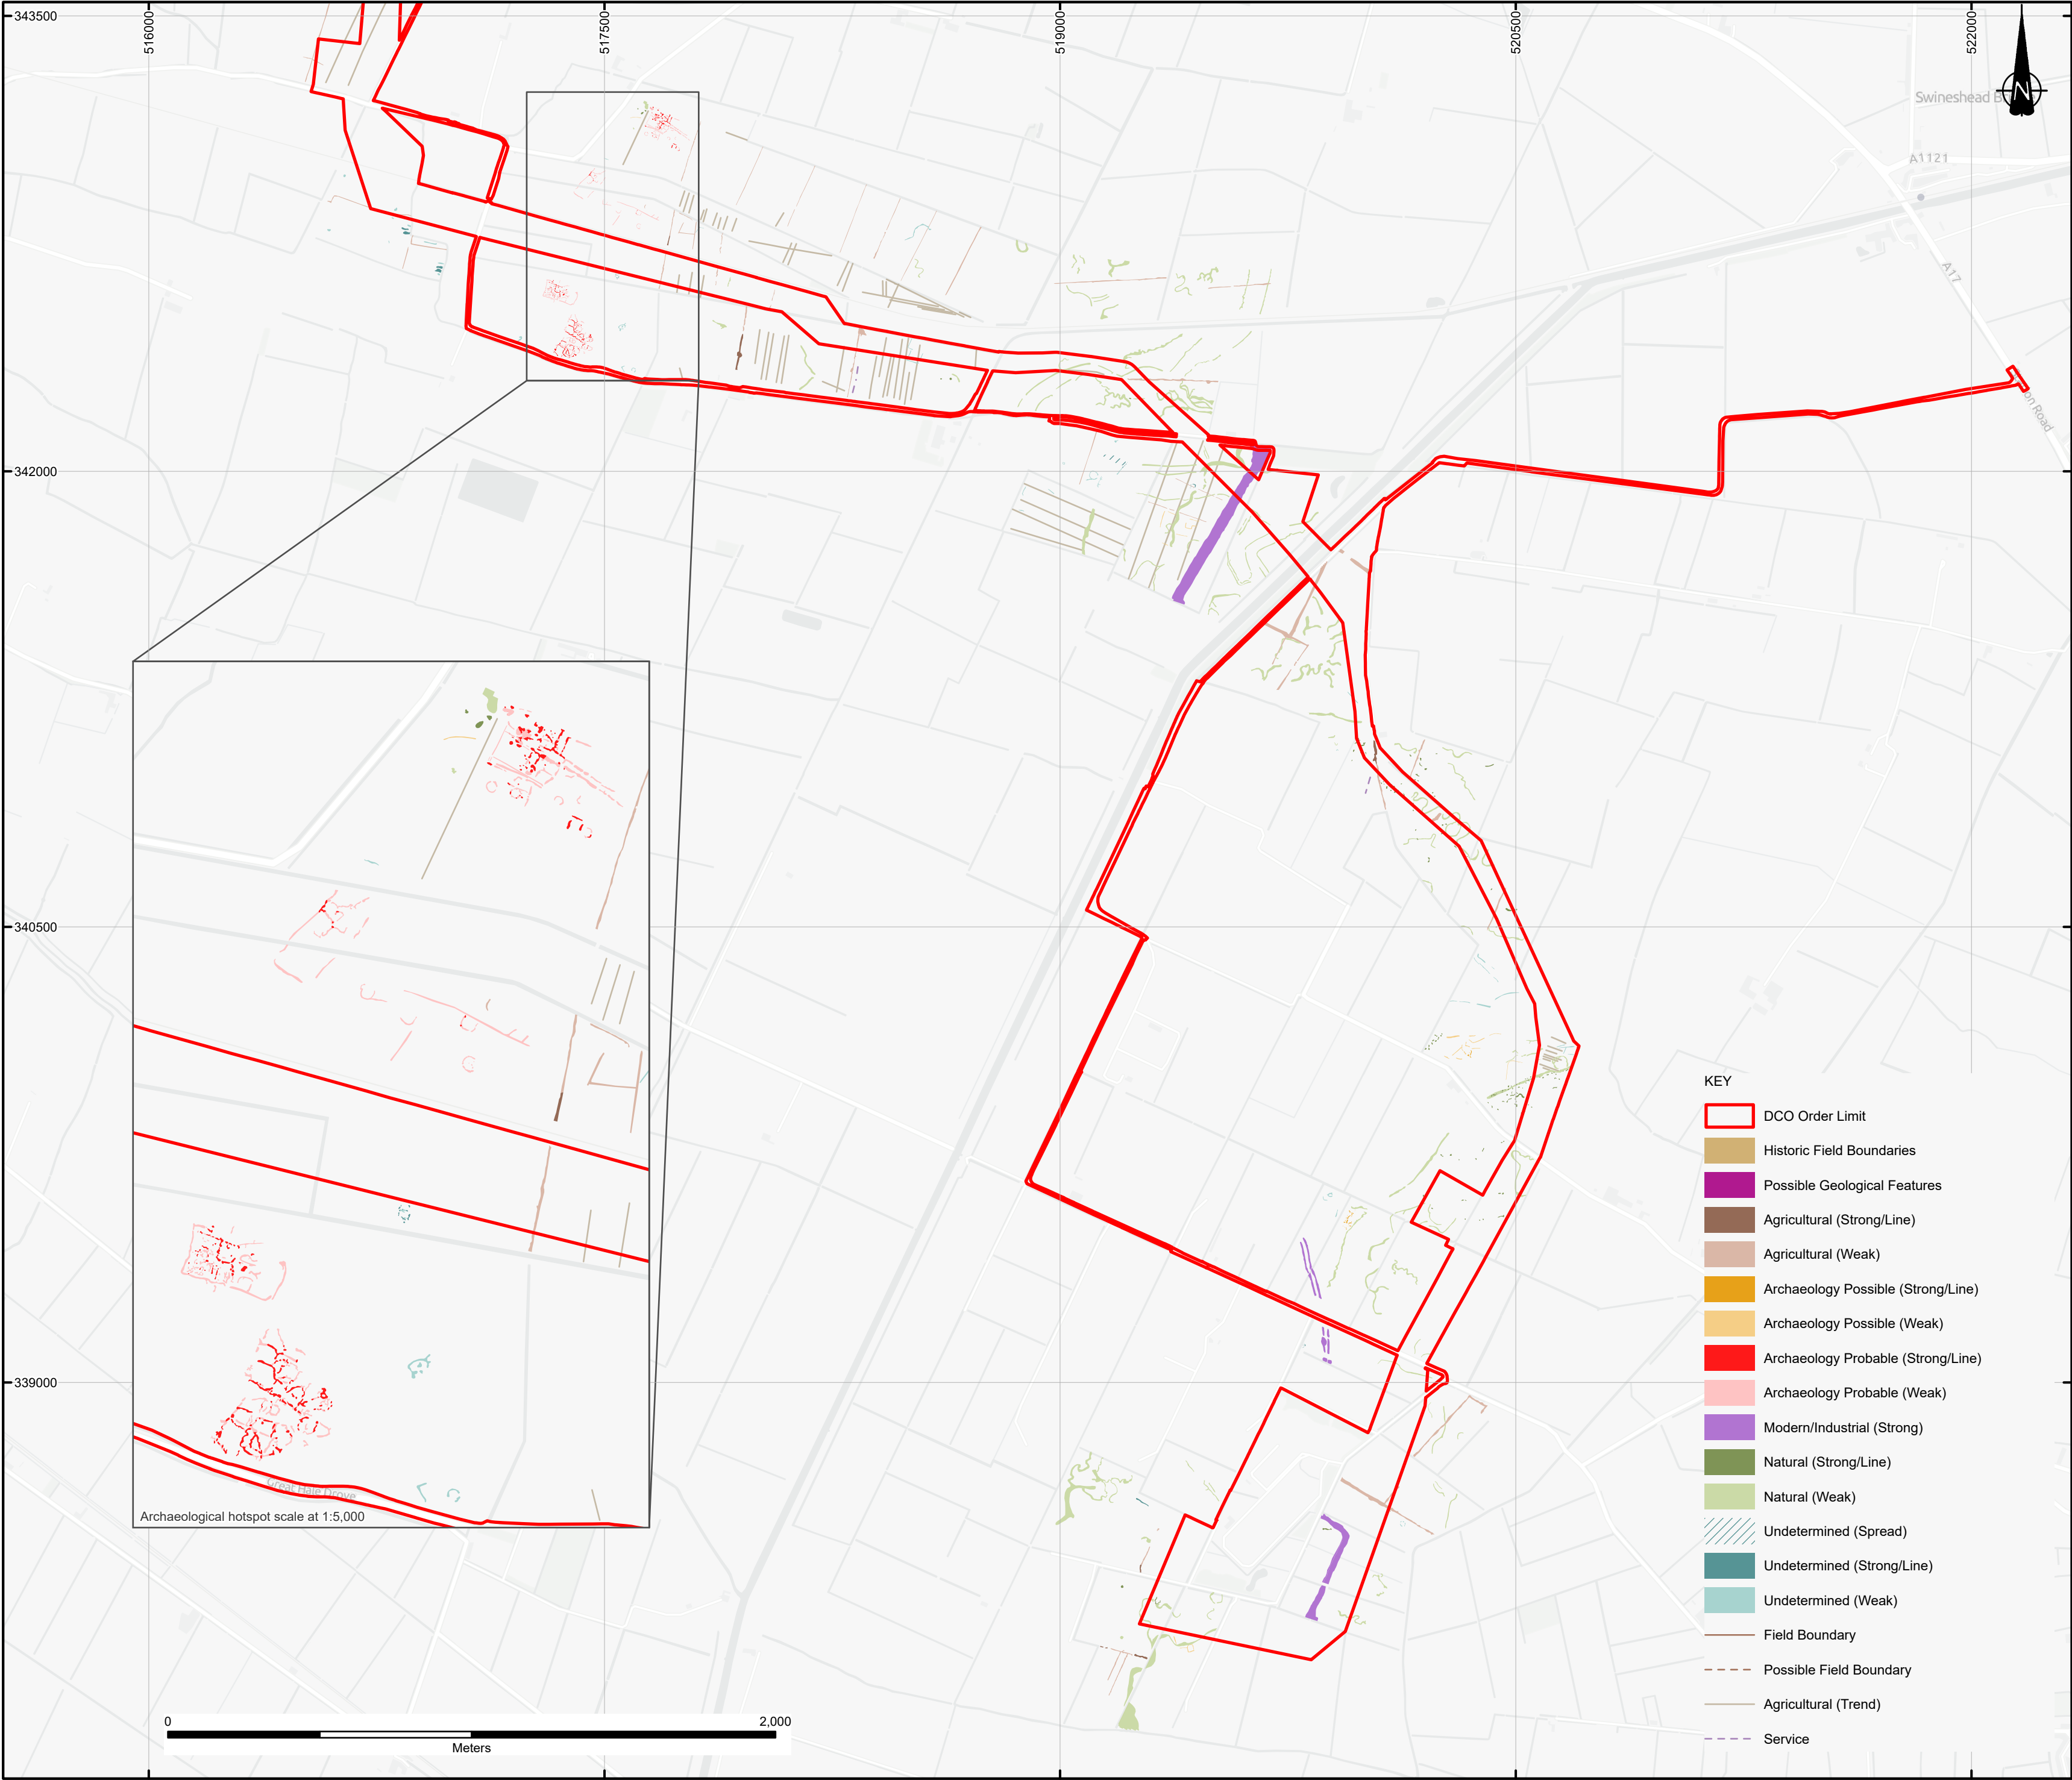 516000
517500
519000
520500
522000
343500
N
Swineshead B
A1121
A17
on Road
342000
340500
339000
Great Hale Drove
Archaeological hotspot scale at 1:5,000
KEY
DCO Order Limit
Historic Field Boundaries
Possible Geological Features
Agricultural (Strong/Line)
Agricultural (Weak)
Archaeology Possible (Strong/Line)
Archaeology Possible (Weak)
Archaeology Probable (Strong/Line)
Archaeology Probable (Weak)
Modern/Industrial (Strong)
Natural (Strong/Line)
Natural (Weak)
Undetermined (Spread)
Undetermined (Strong/Line)
Undetermined (Weak)
Field Boundary
Possible Field Boundary
Agricultural (Trend)
Service
0 2,000
Meters